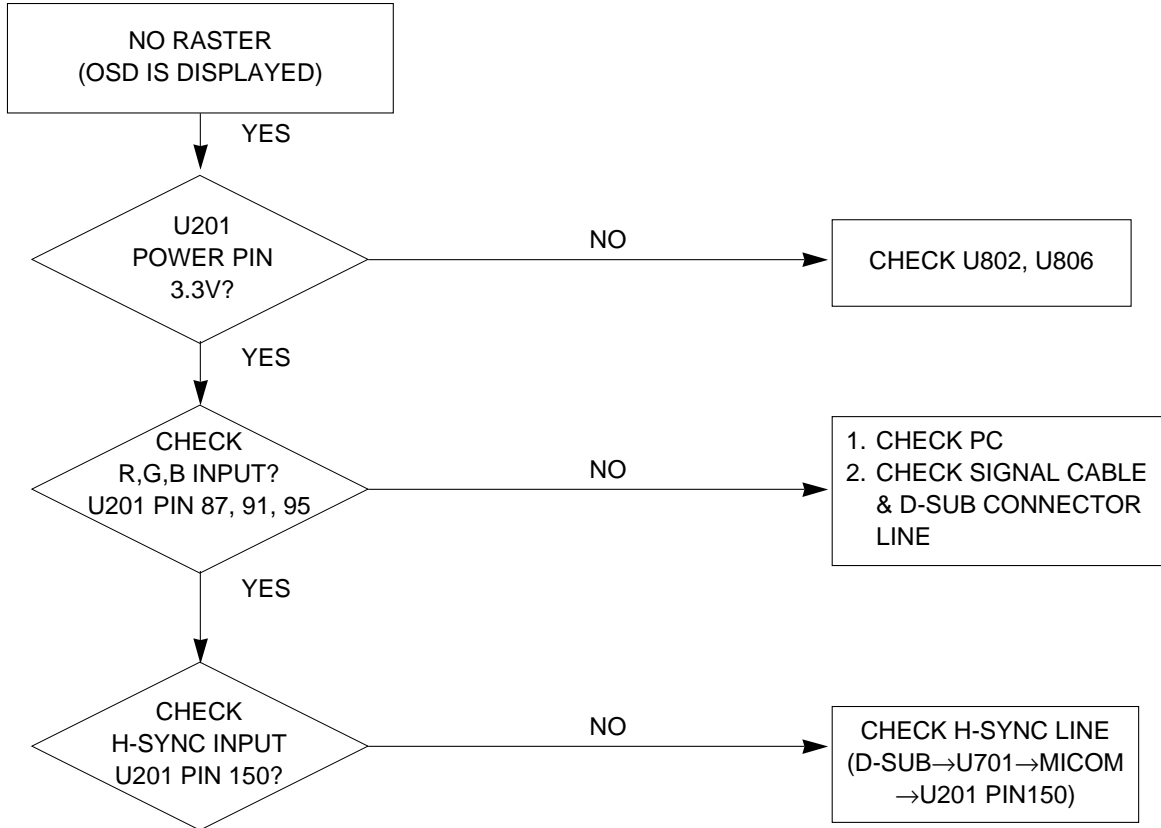 NO RASTER
(OSD IS DISPLAYED)
YES
U201
POWER PIN
3.3V?
NO
CHECK U802, U806
YES
CHECK
R,G,B INPUT?
U201 PIN 87, 91, 95
NO
1. CHECK PC
2. CHECK SIGNAL CABLE
& D-SUB CONNECTOR
LINE
YES
CHECK
H-SYNC INPUT
U201 PIN 150?
NO
CHECK H-SYNC LINE
(D-SUB→U701→MICOM
→U201 PIN150)